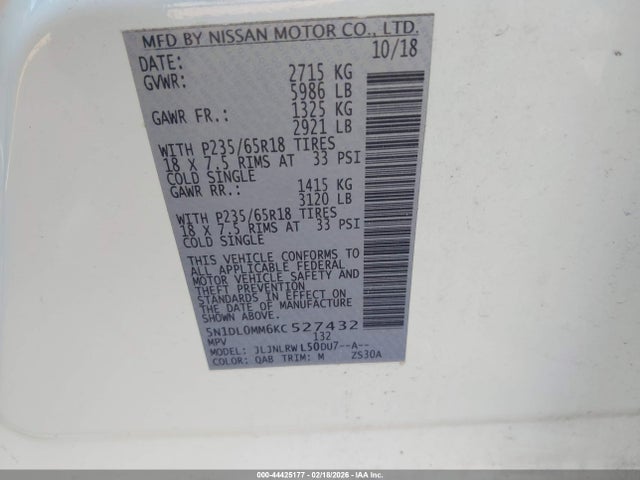 MFD BY NISSAN MOTOR CO., LTD.
DATE: 10/18
GVWR: 2715 KG
5986 LB
GAWR FR.: 1325 KG
2921 LB
WITH P235/65R18 TIRES
18 X 7.5 RIMS AT 33 PSI
COLD SINGLE
GAWR RR.: 1415 KG
3120 LB
WITH P235/65R18 TIRES
18 X 7.5 RIMS AT 33 PSI
COLD SINGLE
THIS VEHICLE CONFORMS TO
ALL APPLICABLE FEDERAL
MOTOR VEHICLE SAFETY AND
THEFT PREVENTION
STANDARDS IN EFFECT ON
THE DATE OF MANUFACTURE
SHOWN ABOVE.
5N1DL0MM6KC 527432
MPV 132
MODEL: JLJNLRW L50DU7--A--
COLOR: QAB TRIM: M ZS30A
000-44425177 - 02/18/2026 - IAA Inc.